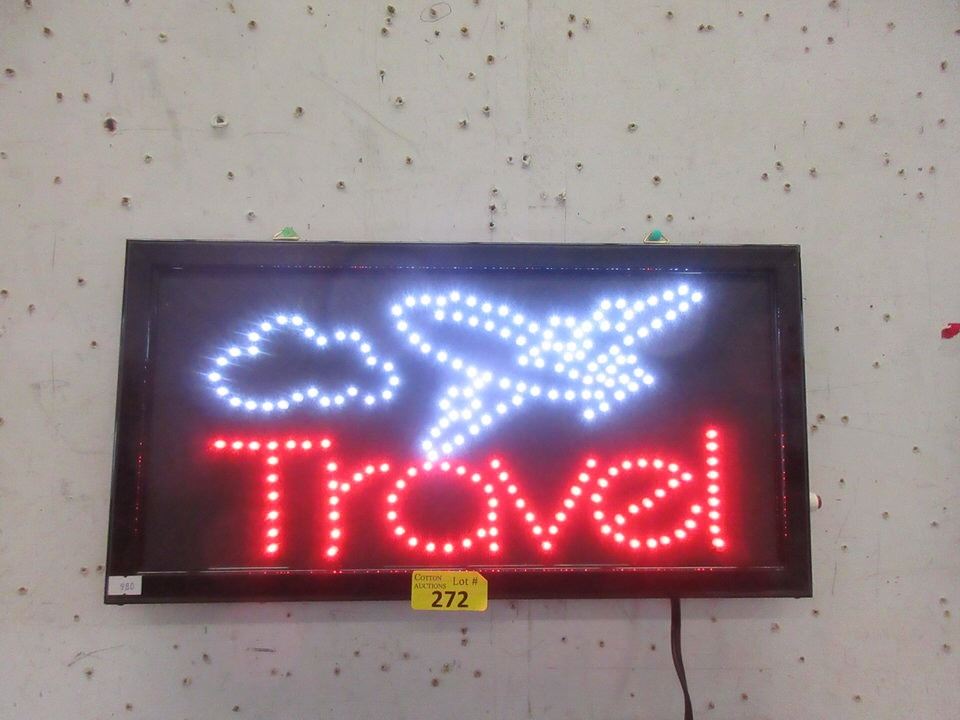 Travel
980
COTTON
AUCTIONS
Lot #
272